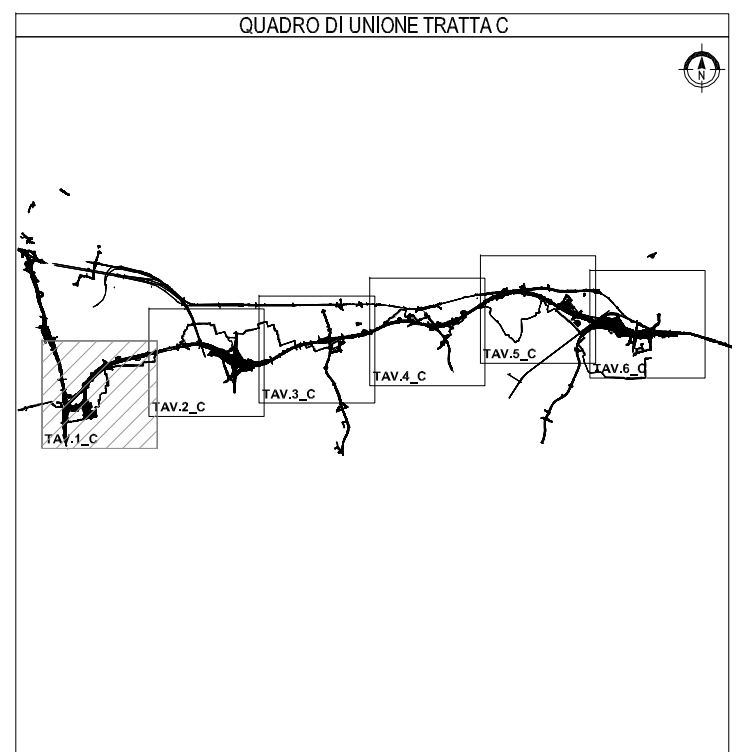 QUADRO DI UNIONE TRATTA C
N
TAV.1_C
TAV.2_C
TAV.3_C
TAV.4_C
TAV.5_C
TAV.6_C